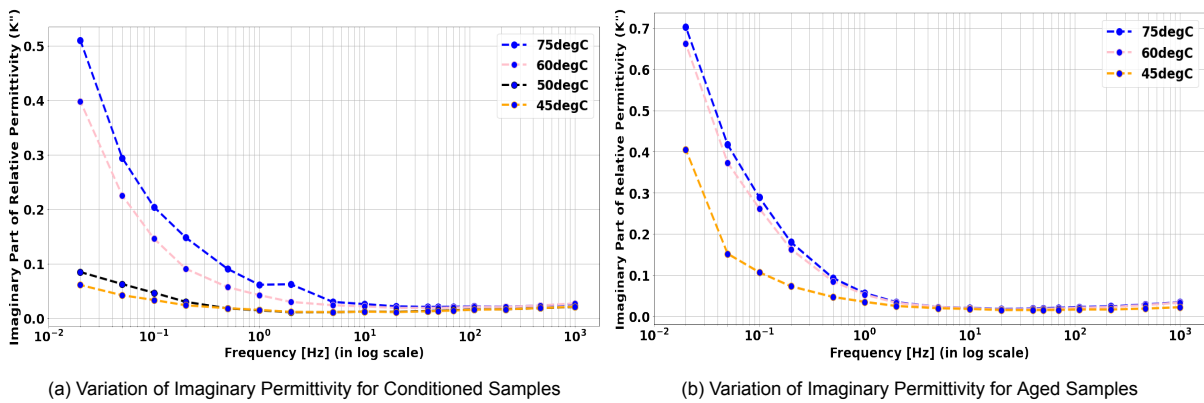 Imaginary Part of Relative Permittivity (K")
0.5
0.4
0.3
0.2
0.1
0.0
10⁻² 10⁻¹ 10⁰ 10¹ 10² 10³
Frequency [Hz] (in log scale)
75degC
60degC
50degC
45degC
(a) Variation of Imaginary Permittivity for Conditioned Samples
Imaginary Part of Relative Permittivity (K")
0.7
0.6
0.5
0.4
0.3
0.2
0.1
0.0
10⁻² 10⁻¹ 10⁰ 10¹ 10² 10³
Frequency [Hz] (in log scale)
75degC
60degC
45degC
(b) Variation of Imaginary Permittivity for Aged Samples